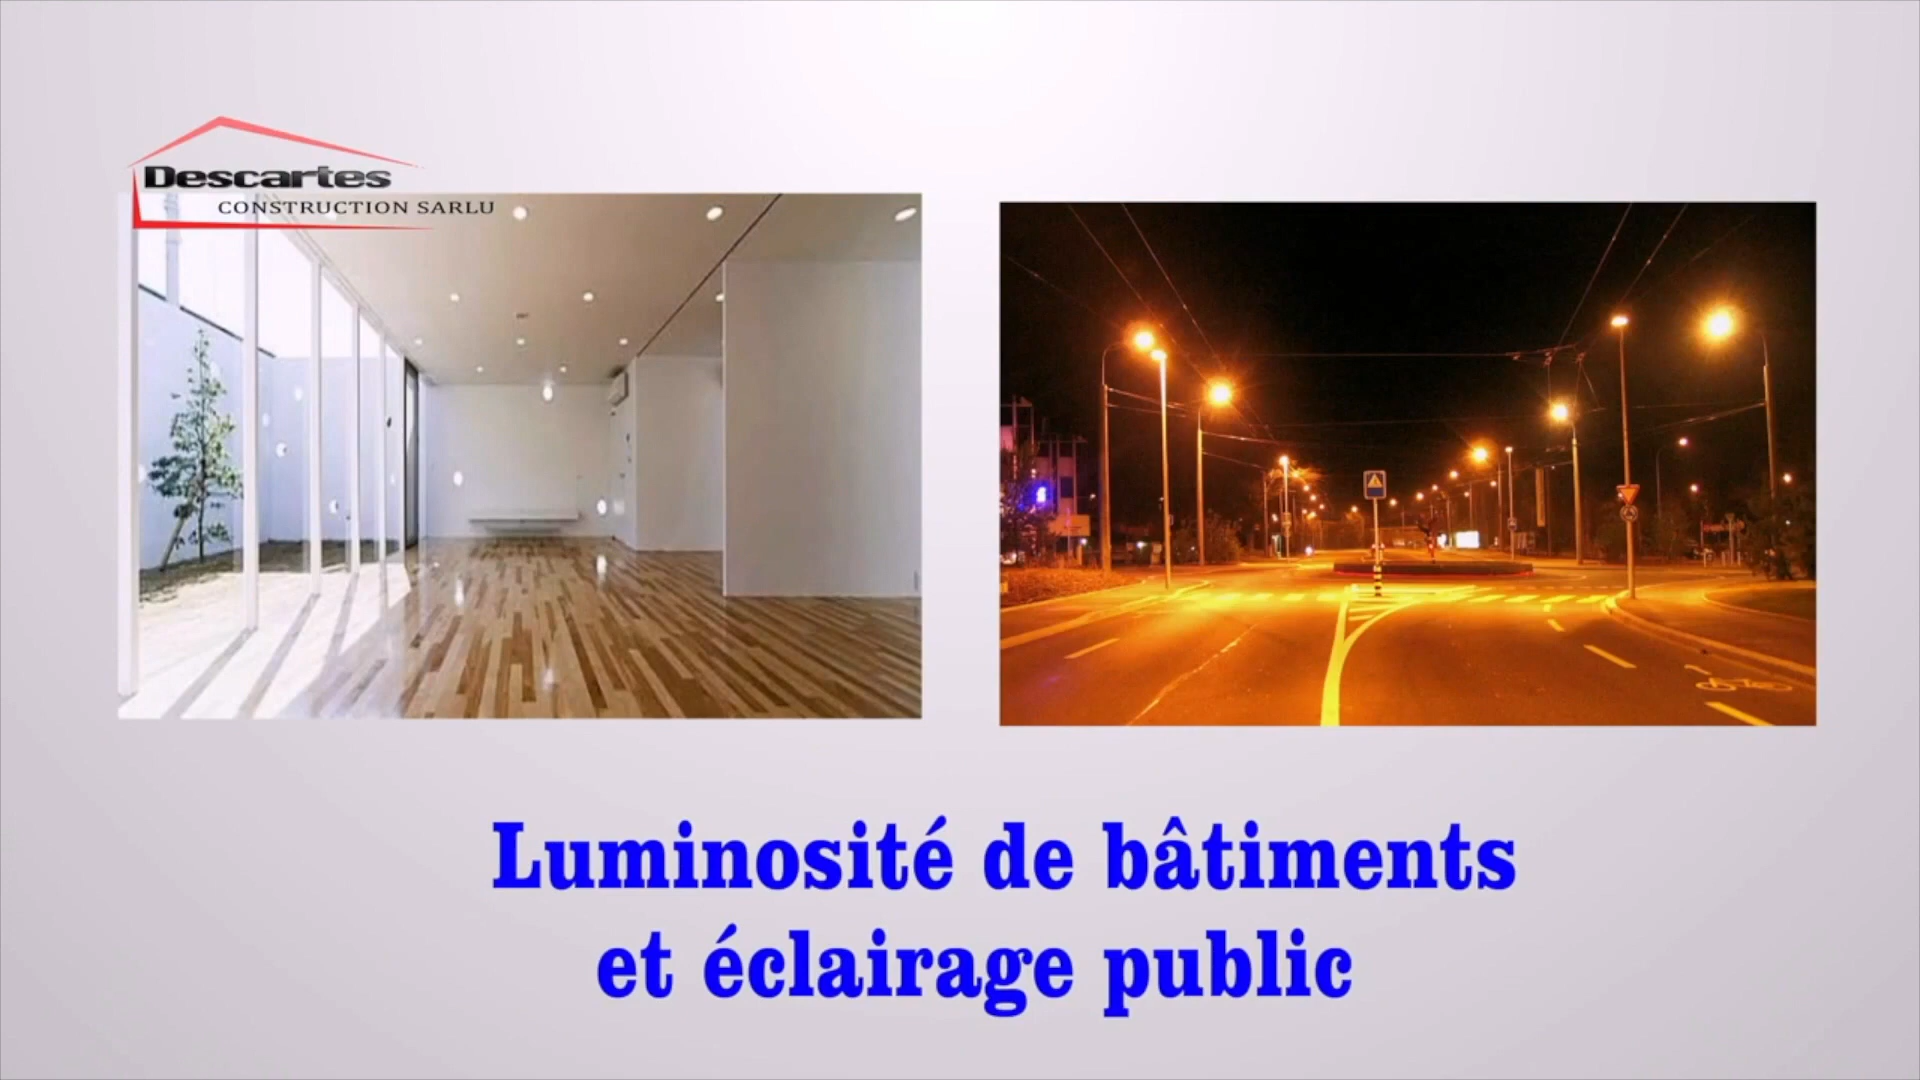 Descartes
CONSTRUCTION SARLU
Luminosité de bâtiments
et éclairage public